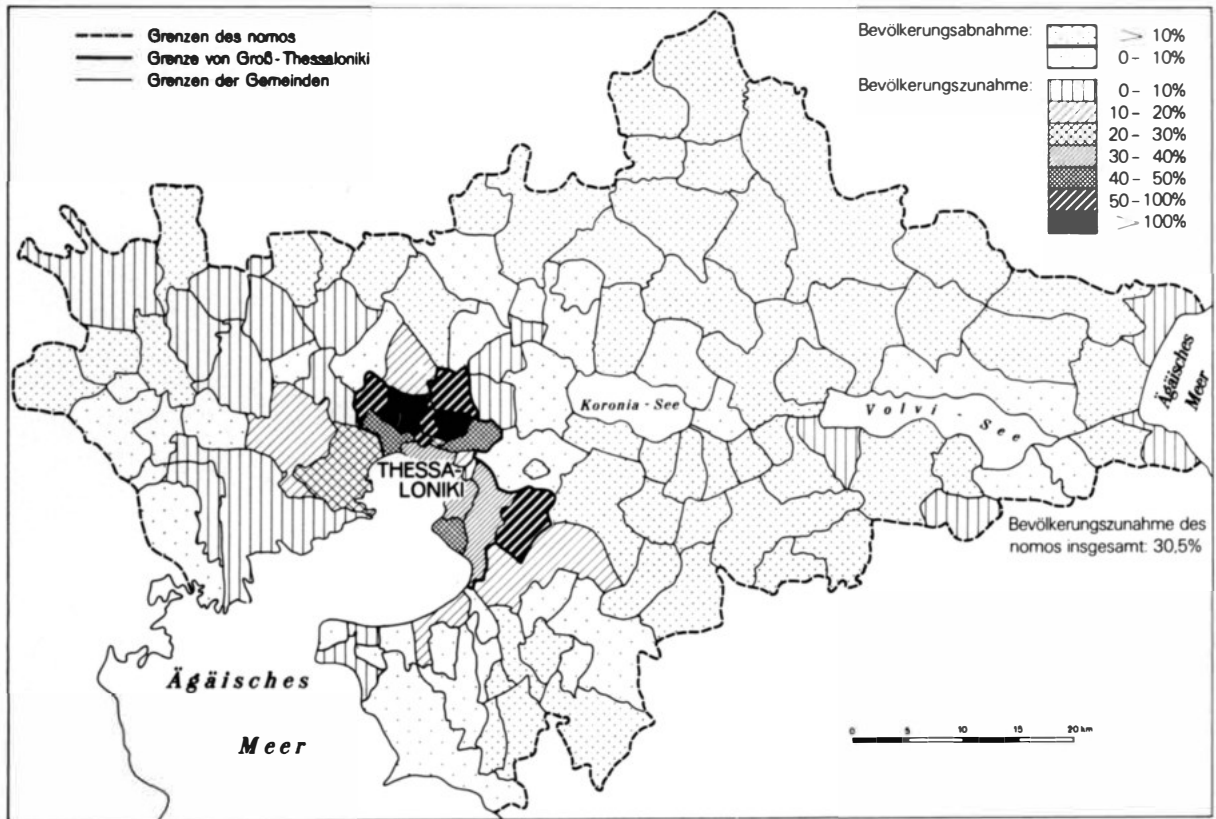 Grenzen des nomos
Grenze von Groß-Thessaloniki
Grenzen der Gemeinden
Bevölkerungsabnahme:
> 10%
0 - 10%
Bevölkerungszunahme:
0 - 10%
10 - 20%
20 - 30%
30 - 40%
40 - 50%
50 - 100%
> 100%
Koronia-See
Volvi-See
Ägäisches
Meer
THESSA-
LONIKI
Bevölkerungszunahme des
nomos insgesamt: 30,5%
Ägäisches
Meer
0 5 10 15 20 km